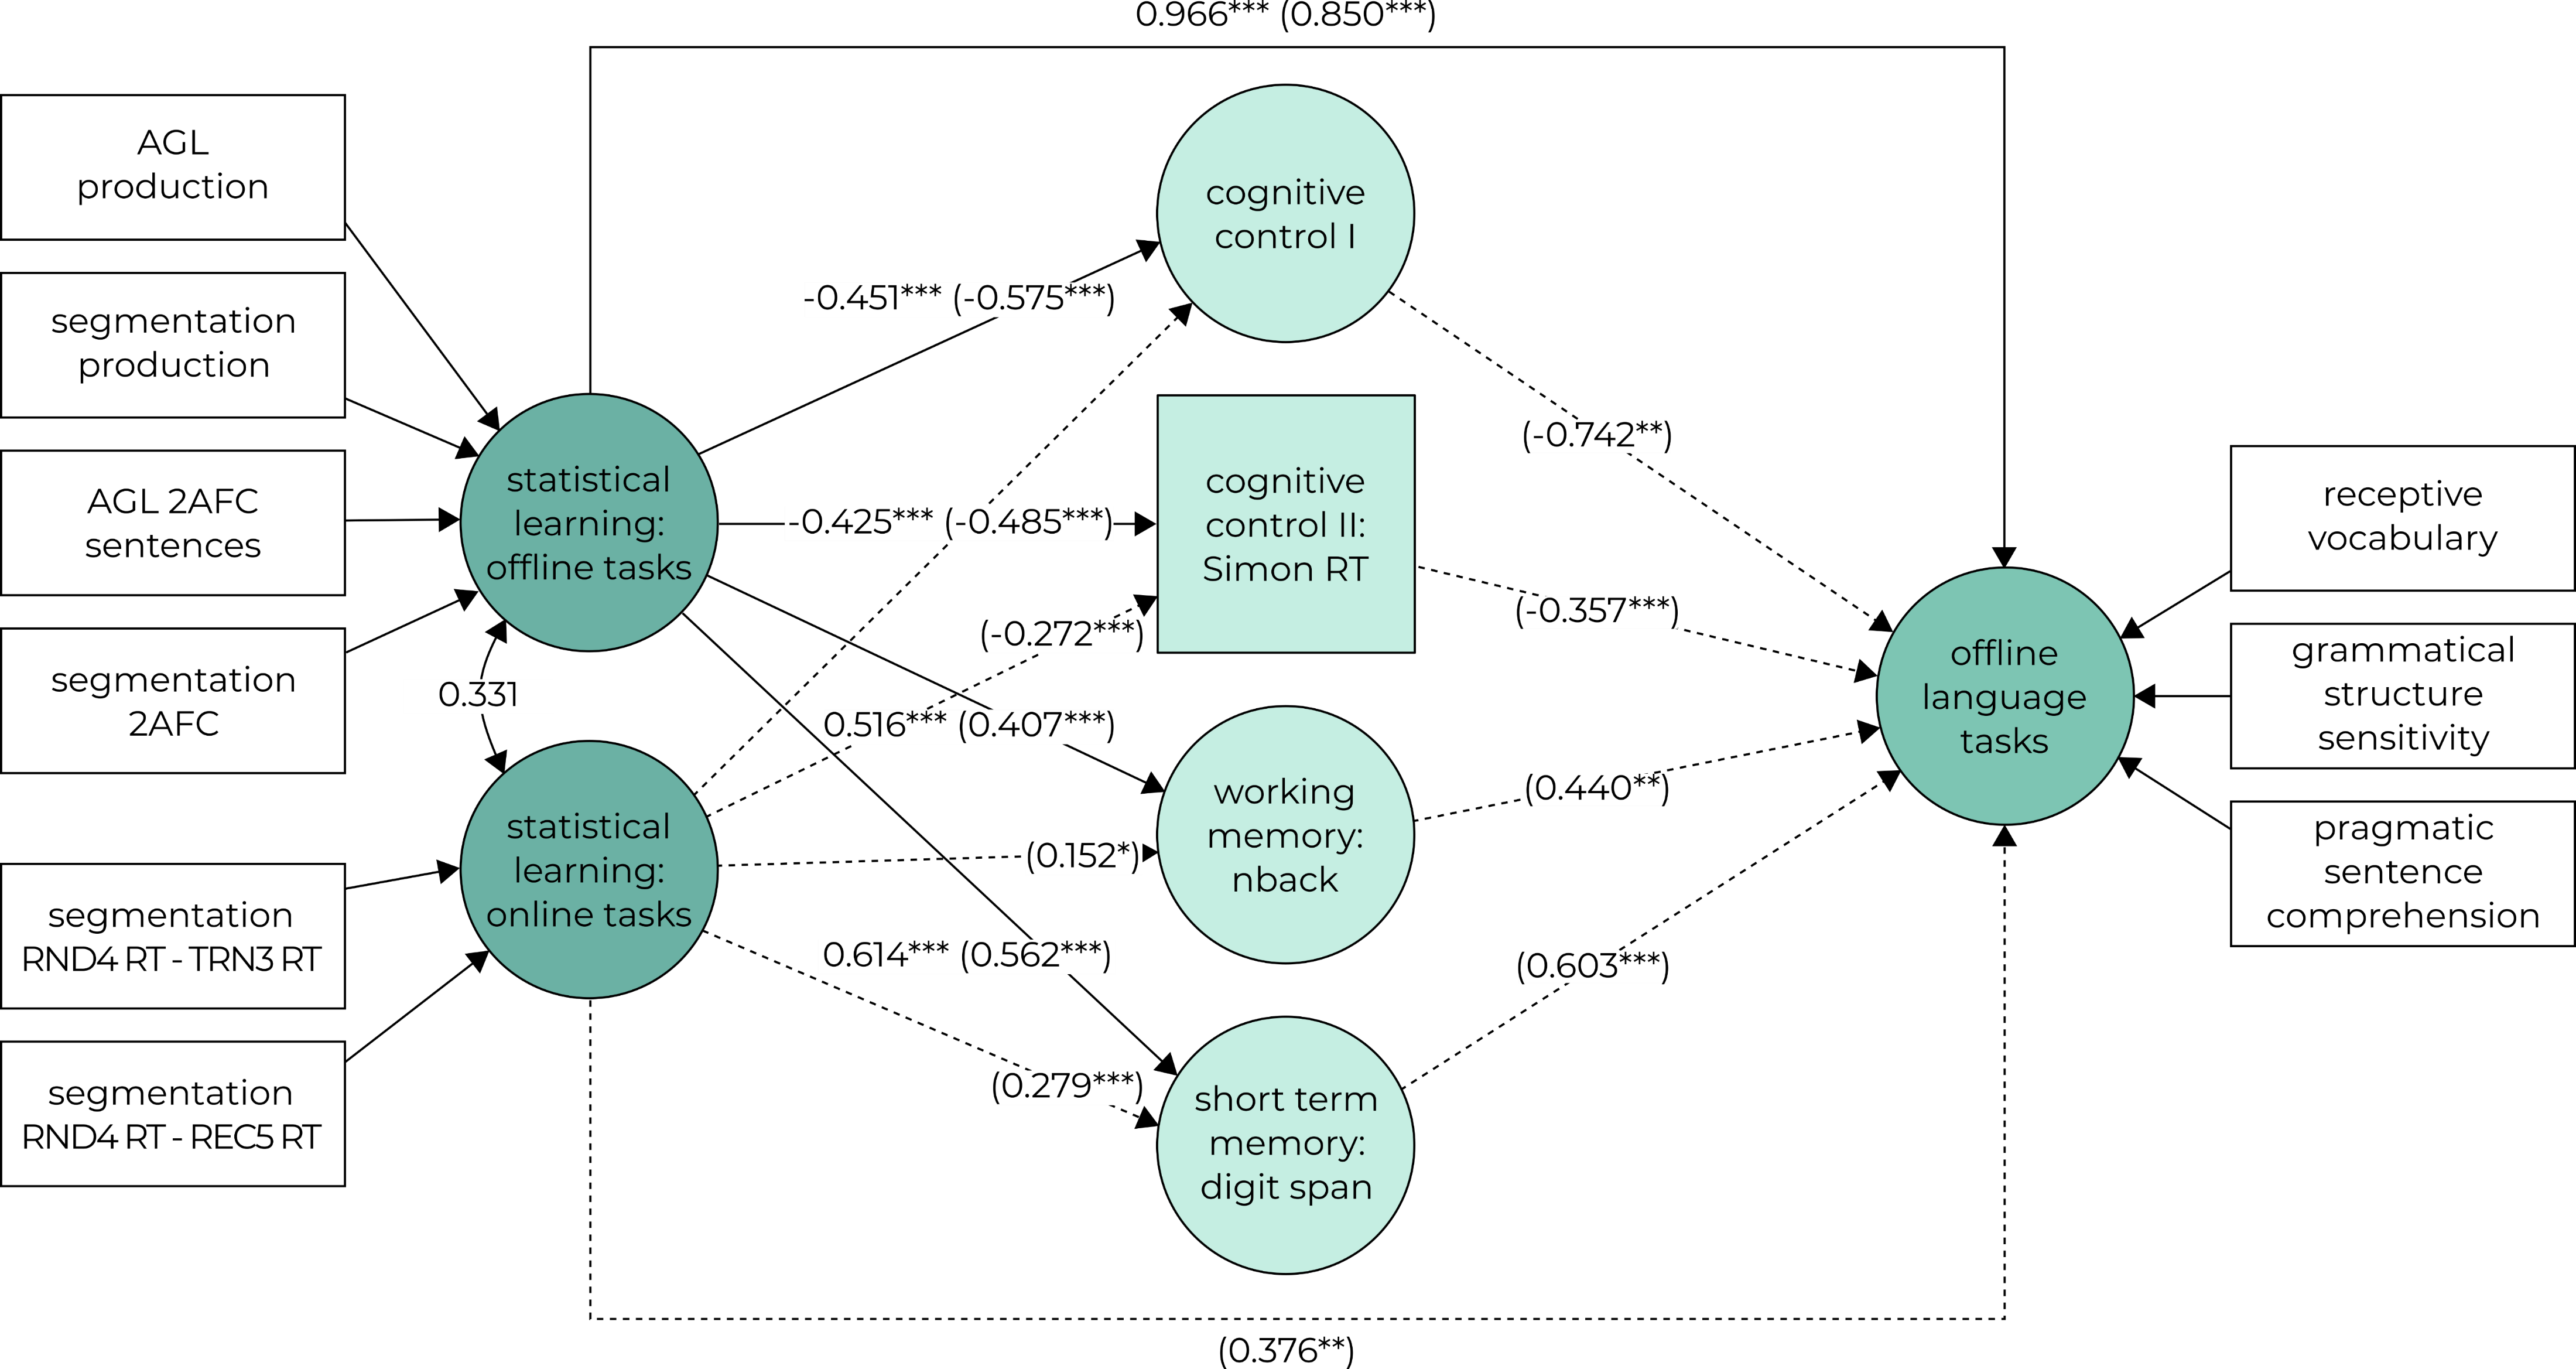 0.966*** (0.850***)
AGL
production
segmentation
production
AGL 2AFC
sentences
segmentation
2AFC
segmentation
RND4 RT - TRN3 RT
segmentation
RND4 RT - REC5 RT
statistical
learning:
offline tasks
0.331
statistical
learning:
online tasks
-0.451*** (-0.575***)
-0.425*** (-0.485***)
(-0.272***)
0.516*** (0.407***)
(0.152*)
0.614*** (0.562***)
(0.279***)
cognitive
control I
cognitive
control II:
Simon RT
working
memory:
nback
short term
memory:
digit span
(-0.742**)
(-0.357***)
(0.440**)
(0.603***)
offline
language
tasks
receptive
vocabulary
grammatical
structure
sensitivity
pragmatic
sentence
comprehension
(0.376**)